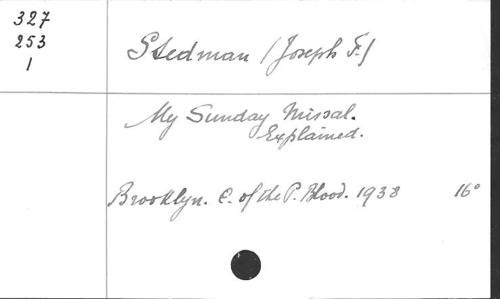 327
253
1
Stedman (Joseph F.)
My Sunday Missal.
Explained.
Brooklyn. C. of the P. Blood. 1938 16°